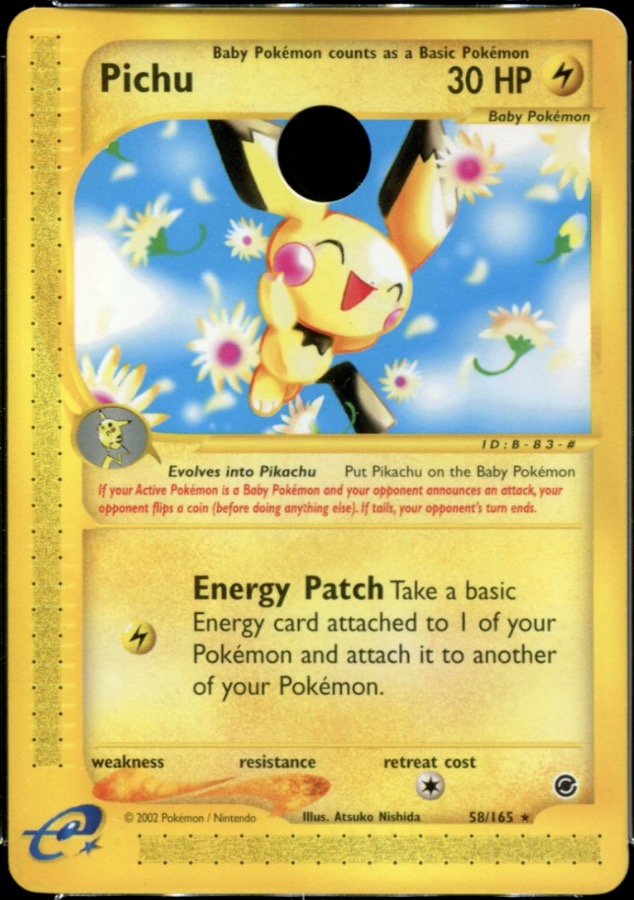 Baby Pokémon counts as a Basic Pokémon
Pichu 30 HP
Baby Pokémon
ID:B-83-#
Evolves into Pikachu Put Pikachu on the Baby Pokémon
If your Active Pokémon is a Baby Pokémon and your opponent announces an attack, your
opponent flips a coin (before doing anything else). If tails, your opponent's turn ends.
Energy Patch Take a basic
Energy card attached to 1 of your
Pokémon and attach it to another
of your Pokémon.
weakness resistance retreat cost
e
© 2002 Pokémon / Nintendo Illus. Atsuko Nishida 58/165 ★